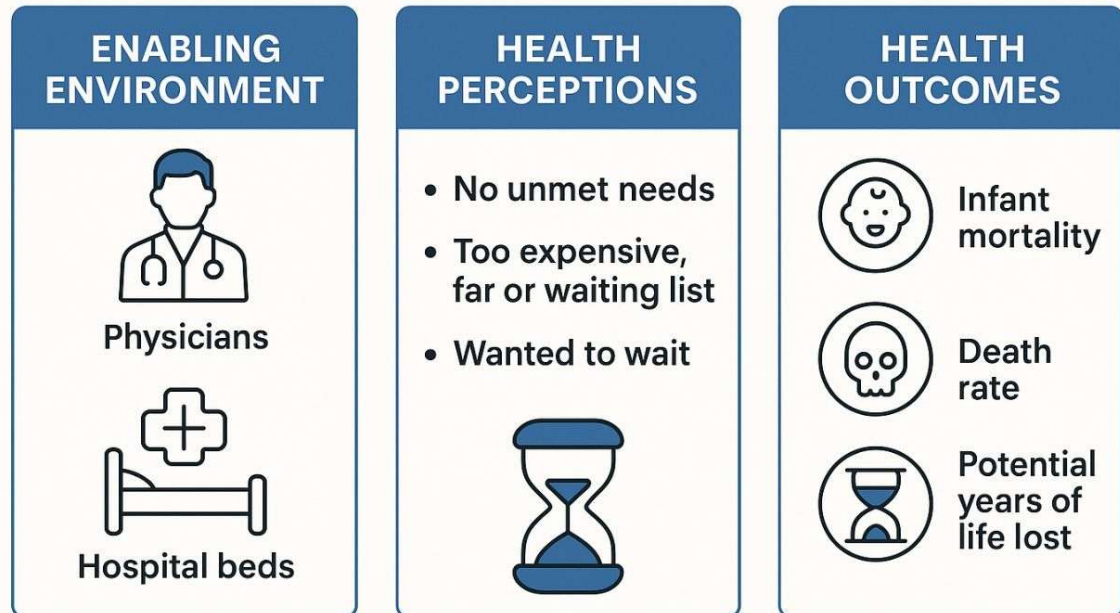 ENABLING
ENVIRONMENT
Physicians
Hospital beds
HEALTH
PERCEPTIONS
• No unmet needs
• Too expensive,
far or waiting list
• Wanted to wait
HEALTH
OUTCOMES
Infant
mortality
Death
rate
Potential
years of
life lost